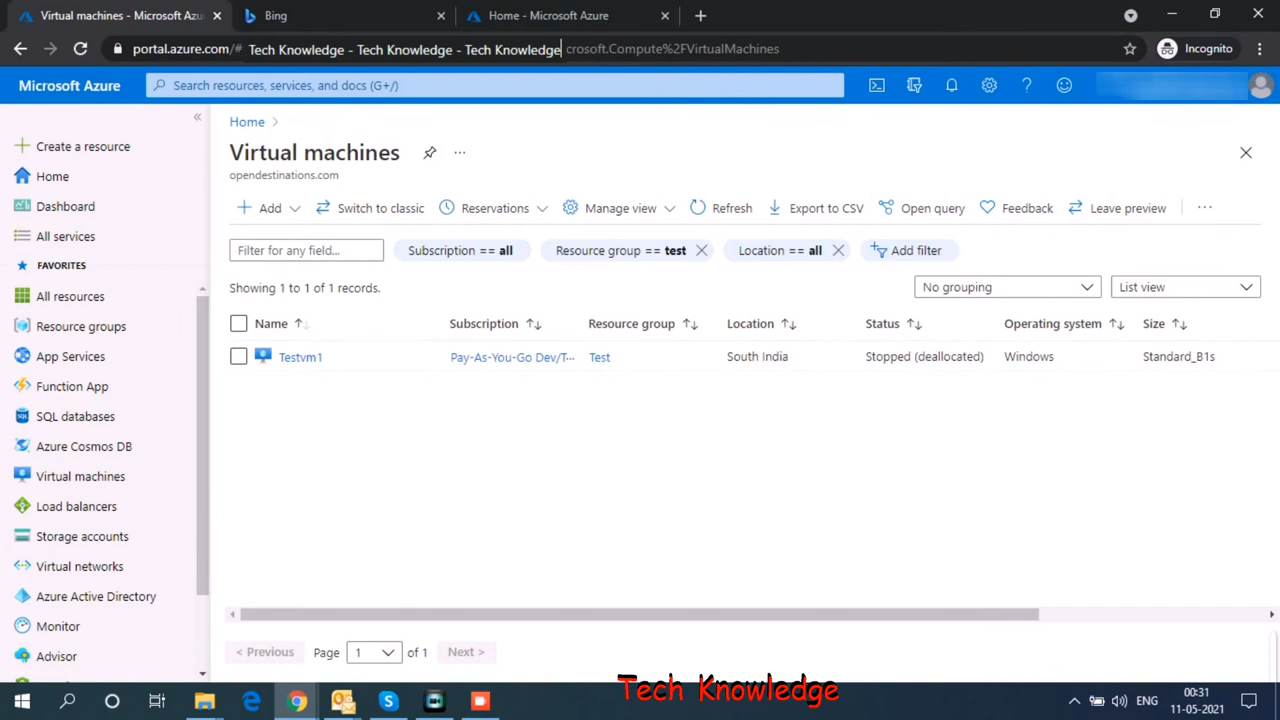 Virtual machines - Microsoft Az
Bing
Home - Microsoft Azure
portal.azure.com/#
Tech Knowledge - Tech Knowledge - Tech Knowledge
crosoft.Compute%2FVirtualMachines
Incognito
Microsoft Azure
Search resources, services, and docs (G+/)
Create a resource
Home
Dashboard
All services
FAVORITES
All resources
Resource groups
App Services
Function App
SQL databases
Azure Cosmos DB
Virtual machines
Load balancers
Storage accounts
Virtual networks
Azure Active Directory
Monitor
Advisor
Home
Virtual machines
opendestinations.com
Add
Switch to classic
Reservations
Manage view
Refresh
Export to CSV
Open query
Feedback
Leave preview
Filter for any field...
Subscription == all
Resource group == test
Location == all
Add filter
Showing 1 to 1 of 1 records.
No grouping
List view
Name Subscription Resource group Location Status Operating system Size
Testvm1 Pay-As-You-Go Dev/T... Test South India Stopped (deallocated) Windows Standard_B1s
< Previous Page 1 of 1 Next >
Tech Knowledge
ENG
00:31
11-05-2021